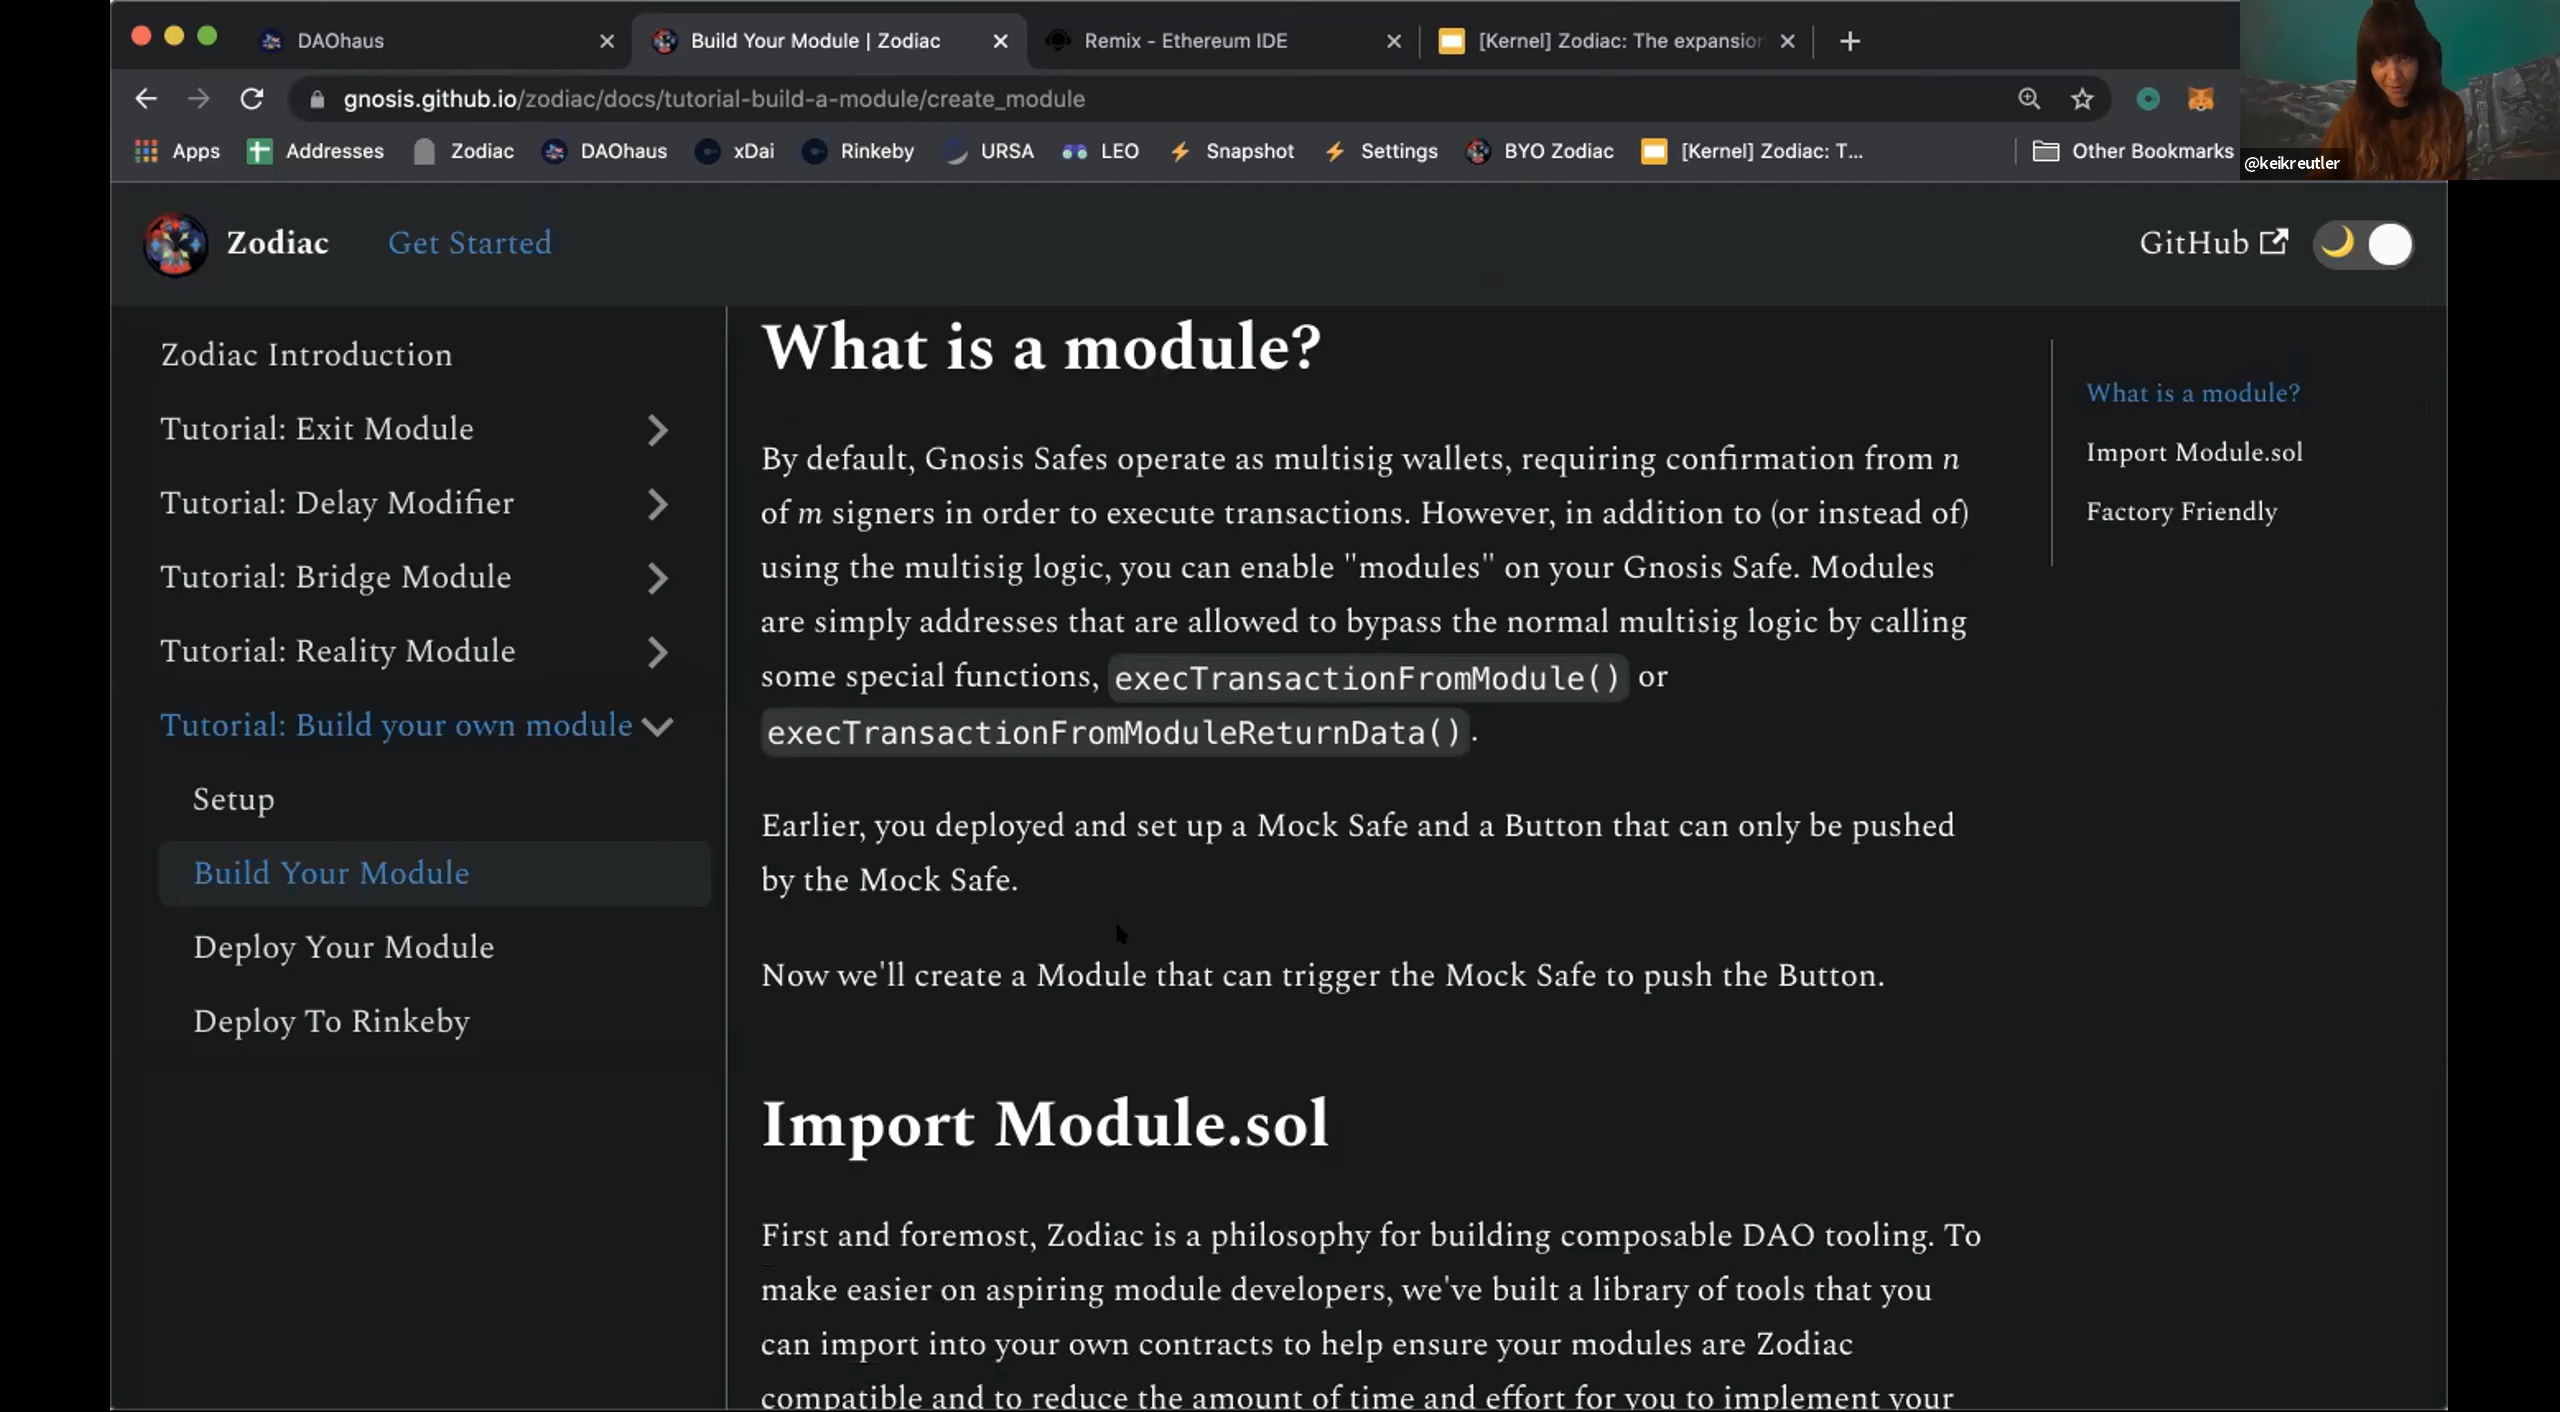 DAOhaus
Build Your Module | Zodiac
Remix - Ethereum IDE
[Kernel] Zodiac: The expansion
gnosis.github.io/zodiac/docs/tutorial-build-a-module/create_module
Apps
Addresses
Zodiac
DAOhaus
xDai
Rinkeby
URSA
LEO
Snapshot
Settings
BYO Zodiac
[Kernel] Zodiac: T...
Other Bookmarks
@keikreutler
Zodiac
Get Started
GitHub
Zodiac Introduction
Tutorial: Exit Module
Tutorial: Delay Modifier
Tutorial: Bridge Module
Tutorial: Reality Module
Tutorial: Build your own module
Setup
Build Your Module
Deploy Your Module
Deploy To Rinkeby
What is a module?
By default, Gnosis Safes operate as multisig wallets, requiring confirmation from n
of m signers in order to execute transactions. However, in addition to (or instead of)
using the multisig logic, you can enable "modules" on your Gnosis Safe. Modules
are simply addresses that are allowed to bypass the normal multisig logic by calling
some special functions, execTransactionFromModule() or
execTransactionFromModuleReturnData().
Earlier, you deployed and set up a Mock Safe and a Button that can only be pushed
by the Mock Safe.
Now we'll create a Module that can trigger the Mock Safe to push the Button.
Import Module.sol
First and foremost, Zodiac is a philosophy for building composable DAO tooling. To
make easier on aspiring module developers, we've built a library of tools that you
can import into your own contracts to help ensure your modules are Zodiac
compatible and to reduce the amount of time and effort for you to implement your
What is a module?
Import Module.sol
Factory Friendly